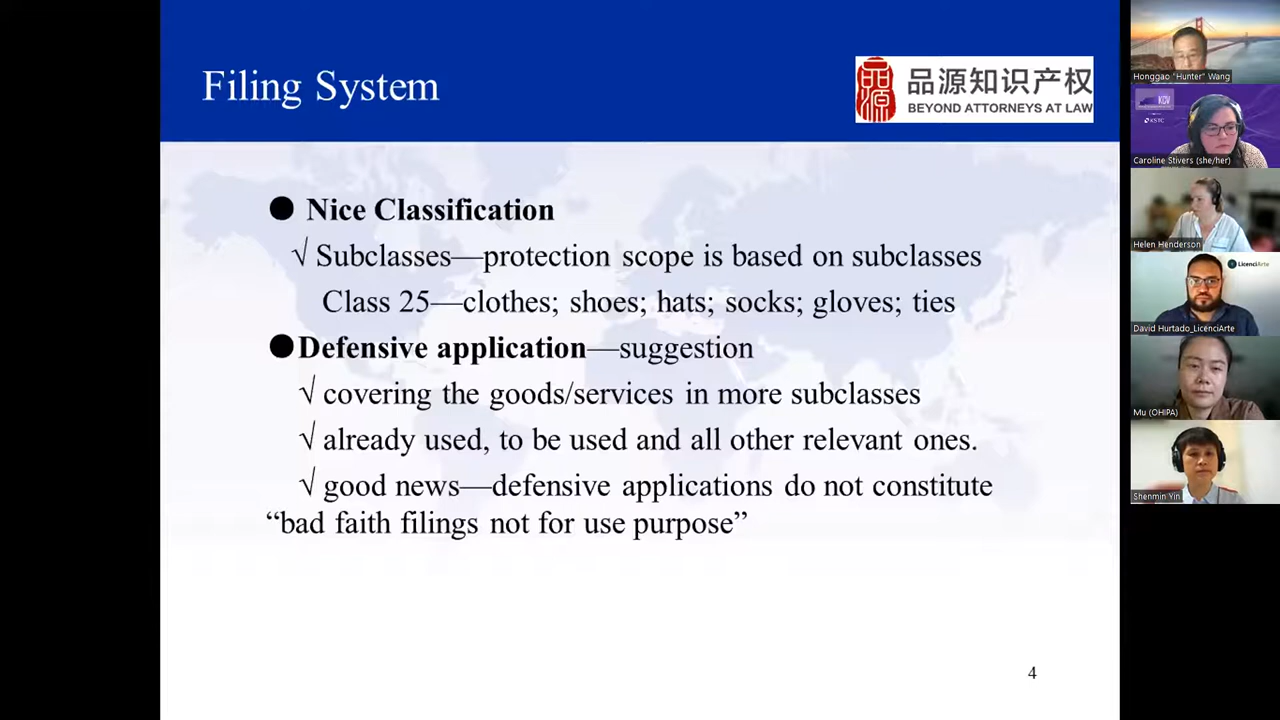 Filing System
品源知识产权
BEYOND ATTORNEYS AT LAW
● Nice Classification
√ Subclasses—protection scope is based on subclasses
Class 25—clothes; shoes; hats; socks; gloves; ties
●Defensive application—suggestion
√ covering the goods/services in more subclasses
√ already used, to be used and all other relevant ones.
√ good news—defensive applications do not constitute
“bad faith filings not for use purpose”
4
Honggao "Hunter" Wang
KCV
KSTC
Caroline Stivers (she/her)
Helen Henderson
LicenciArte
David Hurtado_LicenciArte
Mu (OHIPA)
Shenmin Yin